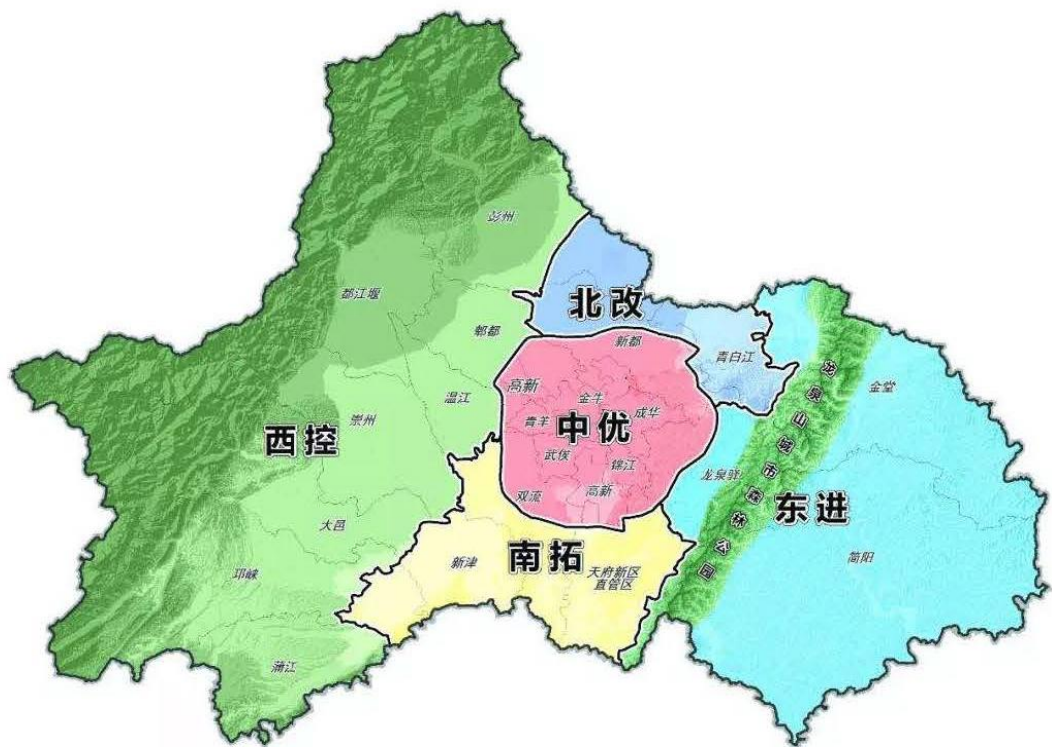 彭州
都江堰
北改
郫都
新都
青白江
高新
金堂
温江
金牛
崇州
青羊
成华
西控
中优
武侯
锦江
龙泉驿
双流
高新
东进
大邑
龙泉山城市森林公园
南拓
新津
天府新区
直管区
简阳
邛崃
蒲江